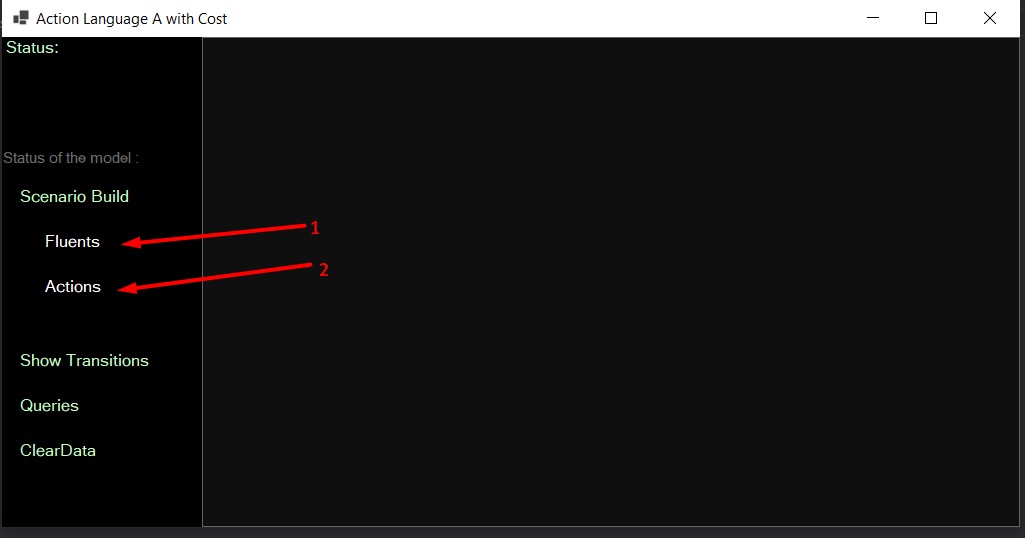 Action Language A with Cost
Status:
Status of the model :
Scenario Build
Fluents
1
Actions
2
Show Transitions
Queries
ClearData